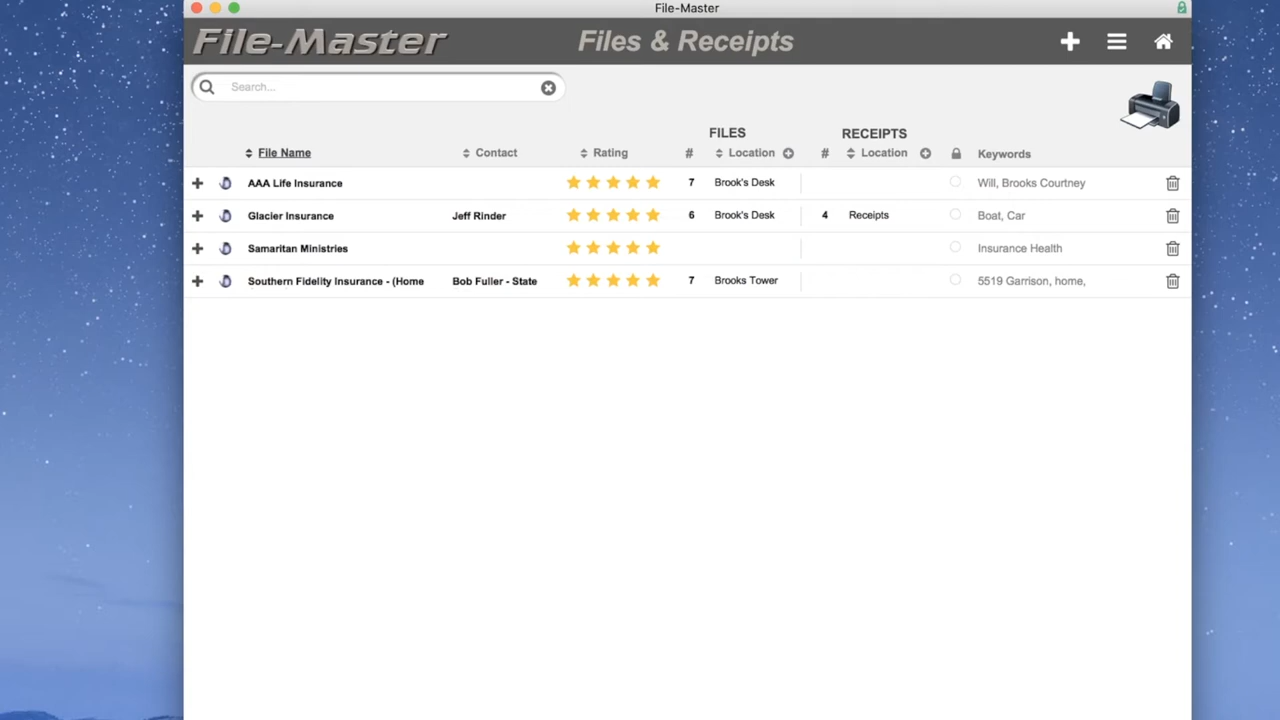 File-Master
File-Master Files & Receipts
Search...
FILES RECEIPTS
File Name Contact Rating # Location # Location Keywords
AAA Life Insurance 7 Brook's Desk Will, Brooks Courtney
Glacier Insurance Jeff Rinder 6 Brook's Desk 4 Receipts Boat, Car
Samaritan Ministries Insurance Health
Southern Fidelity Insurance - (Home Bob Fuller - State 7 Brooks Tower 5519 Garrison, home,